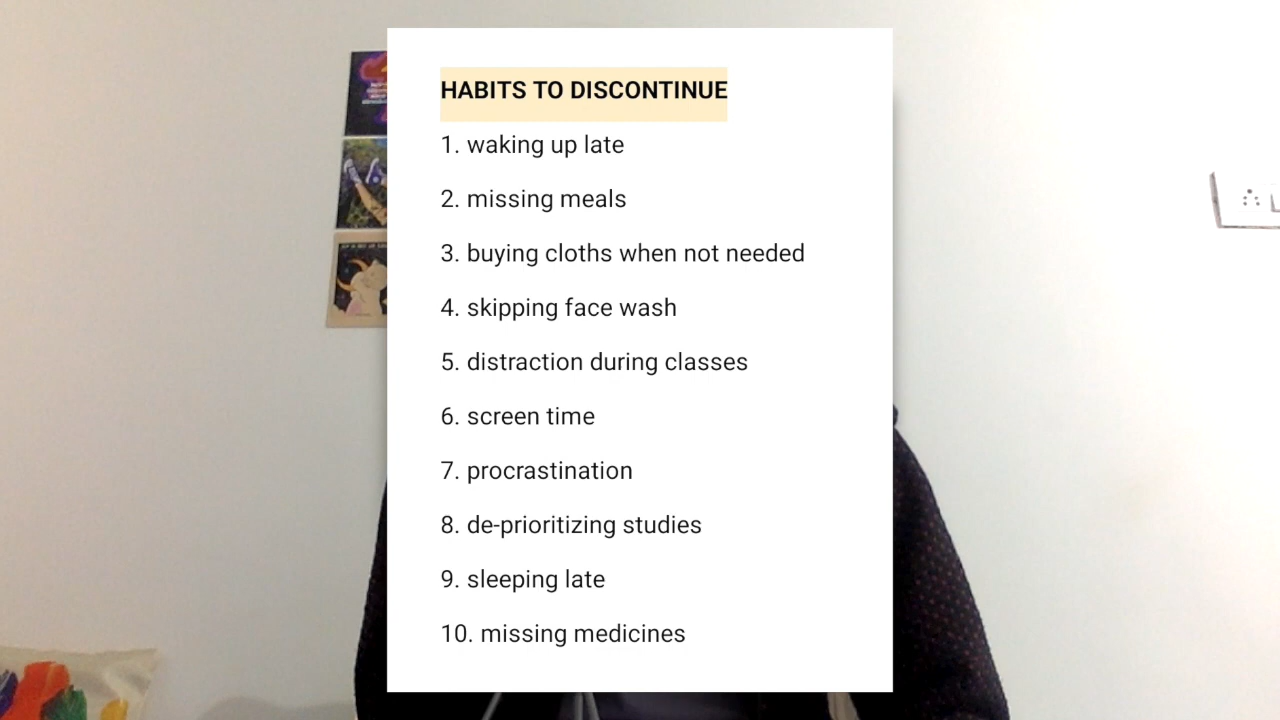 HABITS TO DISCONTINUE
1. waking up late
2. missing meals
3. buying cloths when not needed
4. skipping face wash
5. distraction during classes
6. screen time
7. procrastination
8. de-prioritizing studies
9. sleeping late
10. missing medicines